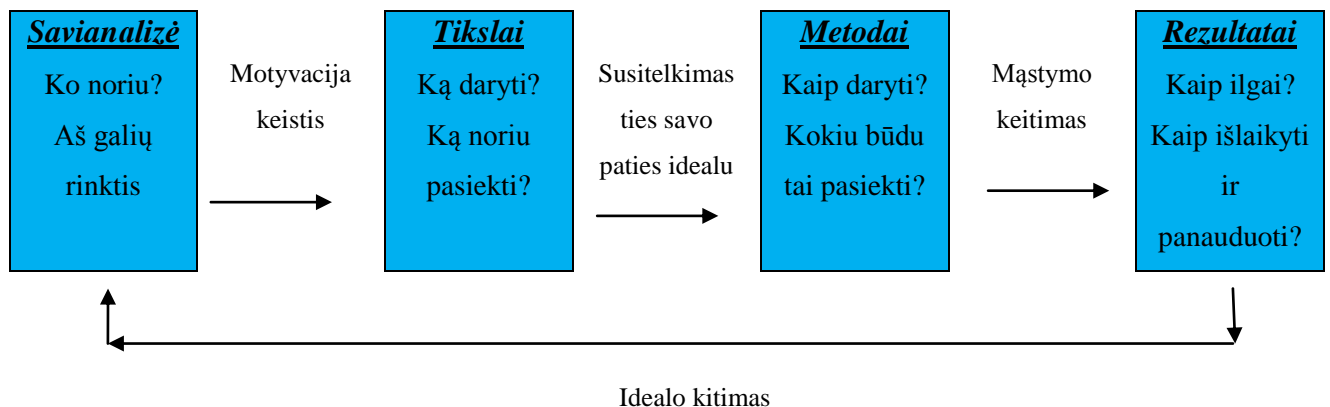 Savianalizė
Ko noriu?
Aš galių
rinktis
Motyvacija
keistis
Tikslai
Ką daryti?
Ką noriu
pasiekti?
Susitelkimas
ties savo
paties idealu
Metodai
Kaip daryti?
Kokiu būdu
tai pasiekti?
Mąstymo
keitimas
Rezultatai
Kaip ilgai?
Kaip išlaikyti
ir
panauduoti?
Idealo kitimas